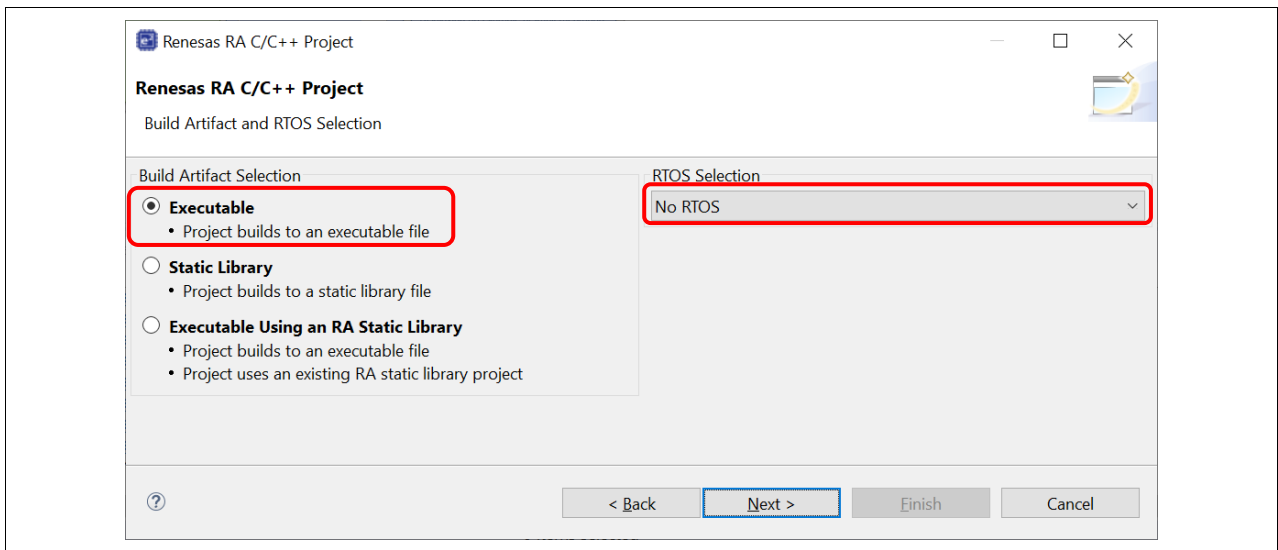 Renesas RA C/C++ Project
Renesas RA C/C++ Project
Build Artifact and RTOS Selection
Build Artifact Selection
Executable
• Project builds to an executable file
Static Library
• Project builds to a static library file
Executable Using an RA Static Library
• Project builds to an executable file
• Project uses an existing RA static library project
RTOS Selection
No RTOS
< Back
Next >
Finish
Cancel